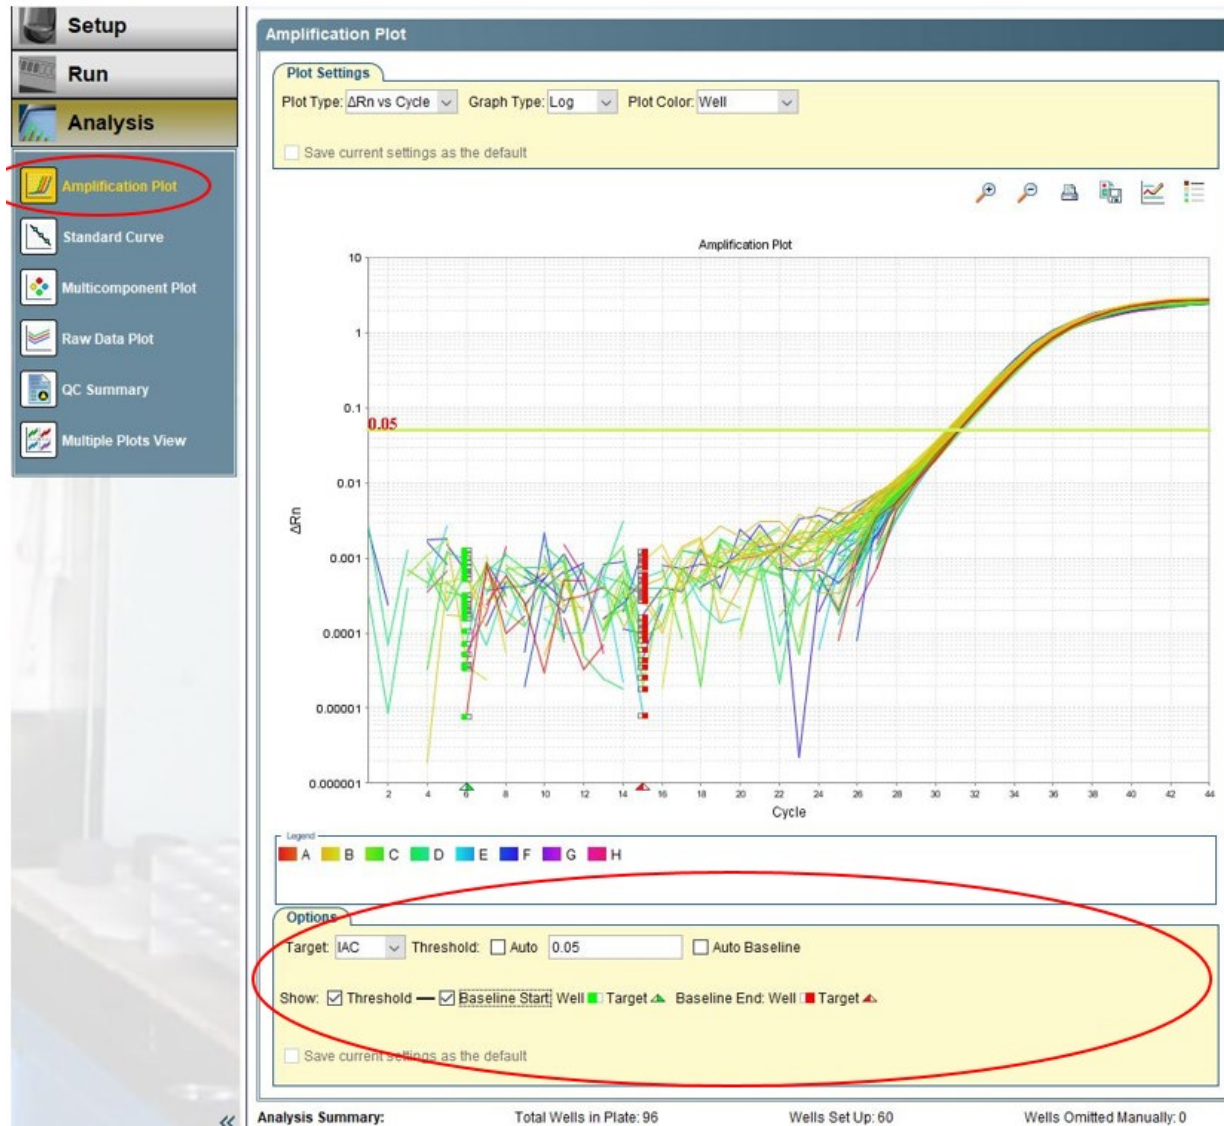 Setup
Run
Analysis
Amplification Plot
Standard Curve
Multicomponent Plot
Raw Data Plot
QC Summary
Multiple Plots View
«
Amplification Plot
Plot Settings
Plot Type: ΔRn vs Cycle Graph Type: Log Plot Color: Well
Save current settings as the default
Amplification Plot
10
1
0.1
0.05
0.01
0.001
0.0001
0.00001
0.000001
ΔRn
2 4 6 8 10 12 14 16 18 20 22 24 26 28 30 32 34 36 38 40 42 44
Cycle
Legend
A B C D E F G H
Options
Target: IAC Threshold: Auto 0.05 Auto Baseline
Show: Threshold Baseline Start: Well Target Baseline End: Well Target
Save current settings as the default
Analysis Summary: Total Wells in Plate: 96 Wells Set Up: 60 Wells Omitted Manually: 0